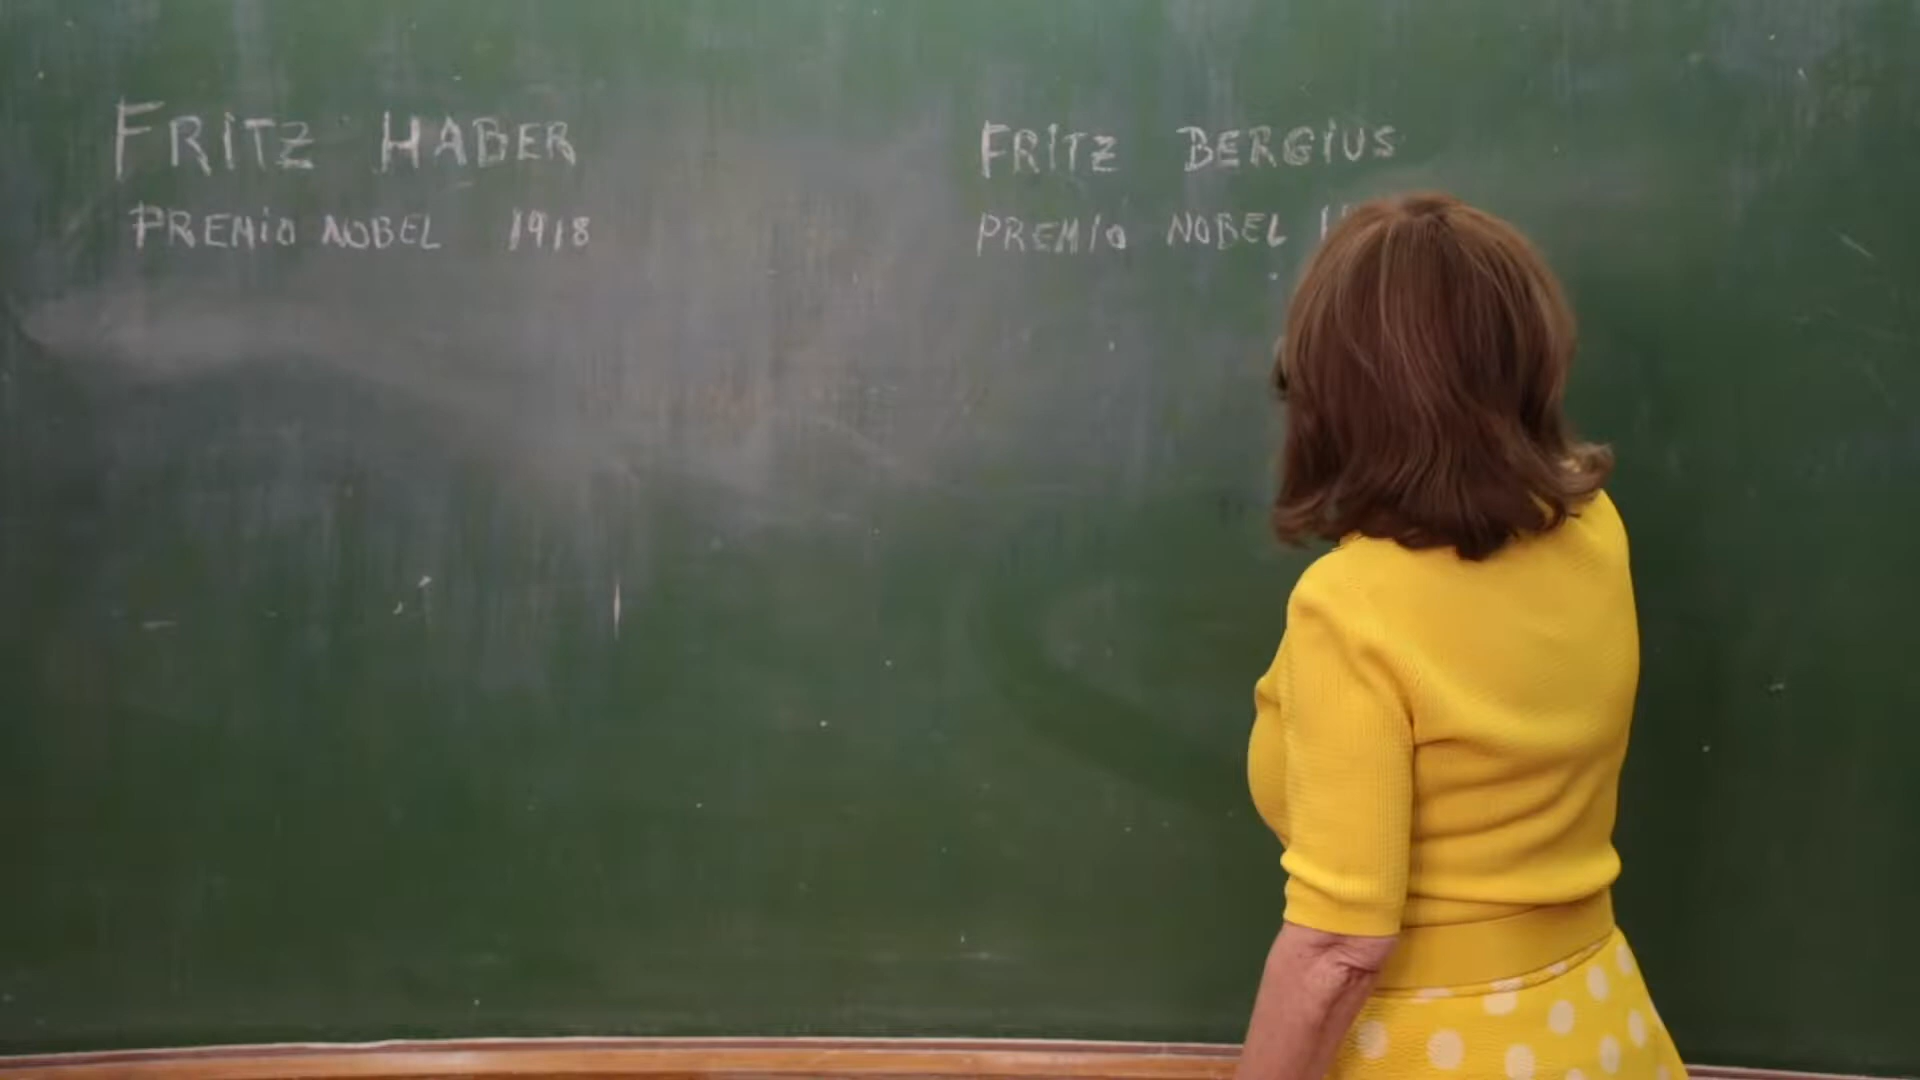 FRITZ HABER
PREMIO NOBEL 1918
FRITZ BERGIUS
PREMIO NOBEL